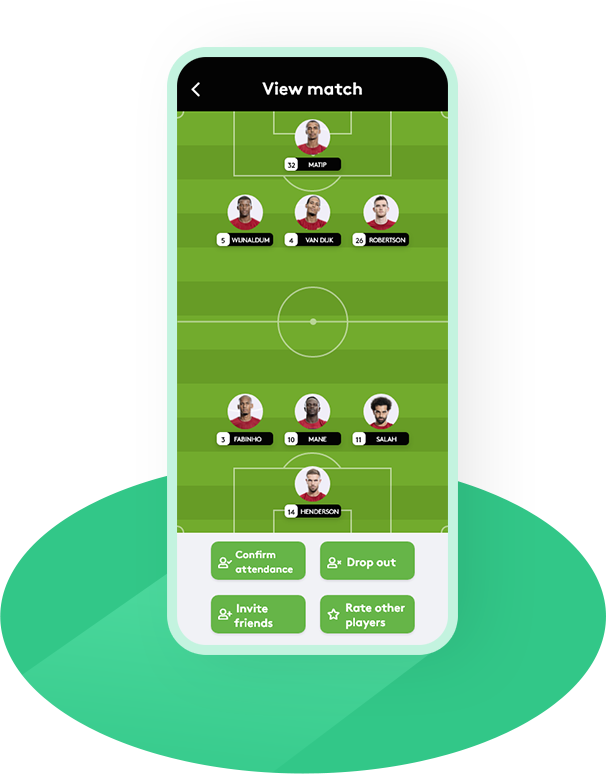 View match
32 MATIP
5 WIJNALDUM 4 VAN DIJK 26 ROBERTSON
3 FABINHO 10 MANE 11 SALAH
14 HENDERSON
Confirm
attendance
Drop out
Invite
friends
Rate other
players